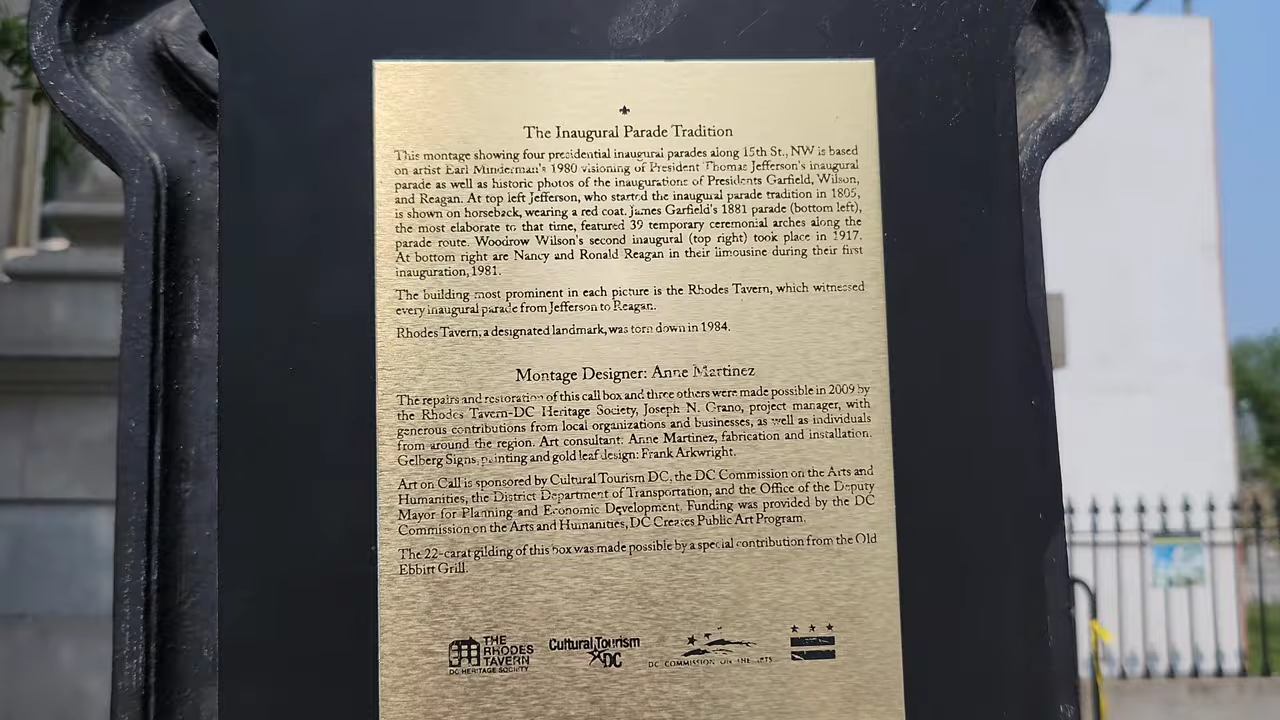 The Inaugural Parade Tradition
This montage showing four presidential inaugural parades along 15th St., NW is based
on artist Earl Minderman's 1980 visioning of President Thomas Jefferson's inaugural
parade as well as historic photos of the inaugurations of Presidents Garfield, Wilson,
and Reagan. At top left Jefferson, who started the inaugural parade tradition in 1805,
is shown on horseback, wearing a red coat. James Garfield's 1881 parade (bottom left),
the most elaborate to that time, featured 39 temporary ceremonial arches along the
parade route. Woodrow Wilson's second inaugural (top right) took place in 1917.
At bottom right are Nancy and Ronald Reagan in their limousine during their first
inauguration, 1981.
The building most prominent in each picture is the Rhodes Tavern, which witnessed
every inaugural parade from Jefferson to Reagan.
Rhodes Tavern, a designated landmark, was torn down in 1984.
Montage Designer: Anne Martinez
The repairs and restoration of this call box and three others were made possible in 2009 by
the Rhodes Tavern-DC Heritage Society, Joseph N. Grano, project manager, with
generous contributions from local organizations and businesses, as well as individuals
from around the region. Art consultant: Anne Martinez, fabrication and installation.
Gelberg Signs, painting and gold leaf design: Frank Arkwright.
Art on Call is sponsored by Cultural Tourism DC, the DC Commission on the Arts and
Humanities, the District Department of Transportation, and the Office of the Deputy
Mayor for Planning and Economic Development. Funding was provided by the DC
Commission on the Arts and Humanities, DC Creates Public Art Program.
The 22-carat gilding of this box was made possible by a special contribution from the Old
Ebbitt Grill.
THE
RHODES
TAVERN
DC HERITAGE SOCIETY
Cultural Tourism
DC
DC COMMISSION ON THE ARTS